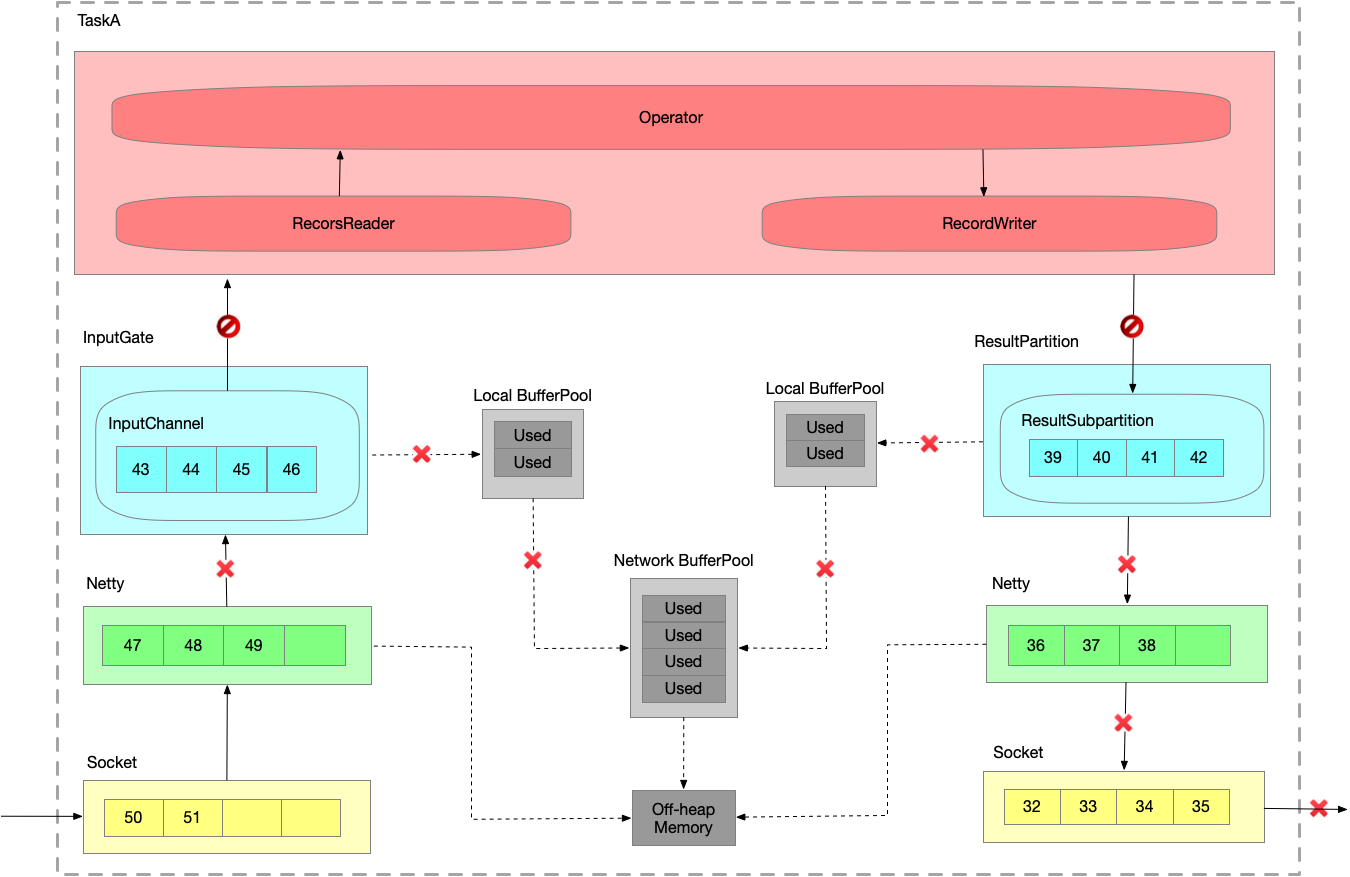 TaskA
Operator
RecorsReader
RecordWriter
InputGate
ResultPartition
Local BufferPool
Local BufferPool
InputChannel
ResultSubpartition
43 44 45 46
Used
Used
Used
Used
39 40 41 42
Network BufferPool
Netty
Netty
Used
Used
Used
Used
47 48 49
36 37 38
Socket
Socket
50 51
Off-heap
Memory
32 33 34 35